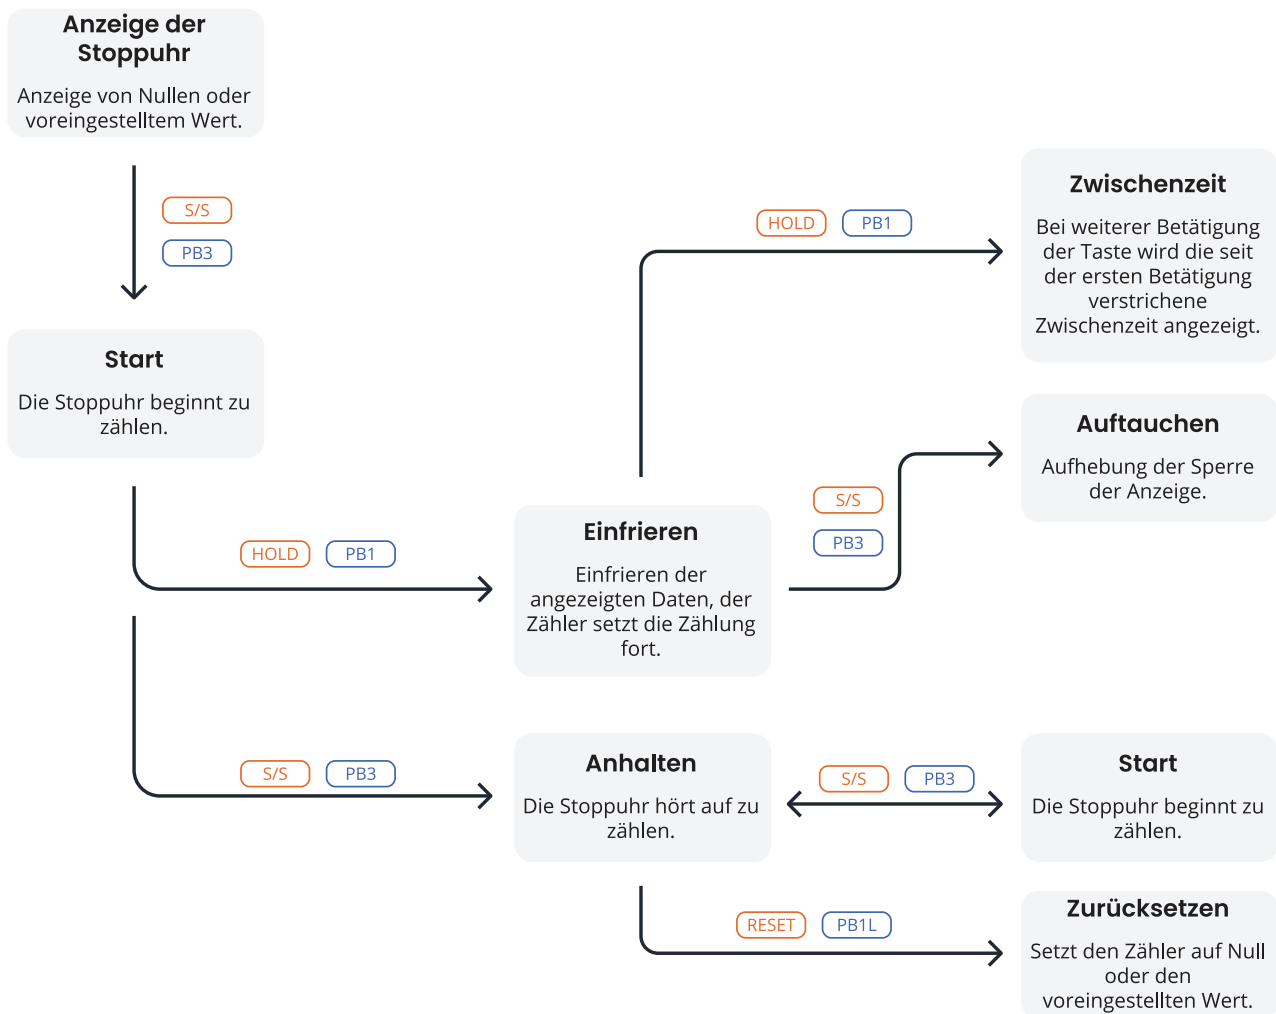 Anzeige der
Stoppuhr
Anzeige von Nullen oder
voreingestelltem Wert.
S/S
PB3
Start
Die Stoppuhr beginnt zu
zählen.
HOLD PB1
Zwischenzeit
Bei weiterer Betätigung
der Taste wird die seit
der ersten Betätigung
verstrichene
Zwischenzeit angezeigt.
HOLD PB1
Einfrieren
Einfrieren der
angezeigten Daten, der
Zähler setzt die Zählung
fort.
S/S
PB3
Auftauchen
Aufhebung der Sperre
der Anzeige.
S/S PB3
Anhalten
Die Stoppuhr hört auf zu
zählen.
S/S PB3
Start
Die Stoppuhr beginnt zu
zählen.
RESET PB1L
Zurücksetzen
Setzt den Zähler auf Null
oder den
voreingestellten Wert.